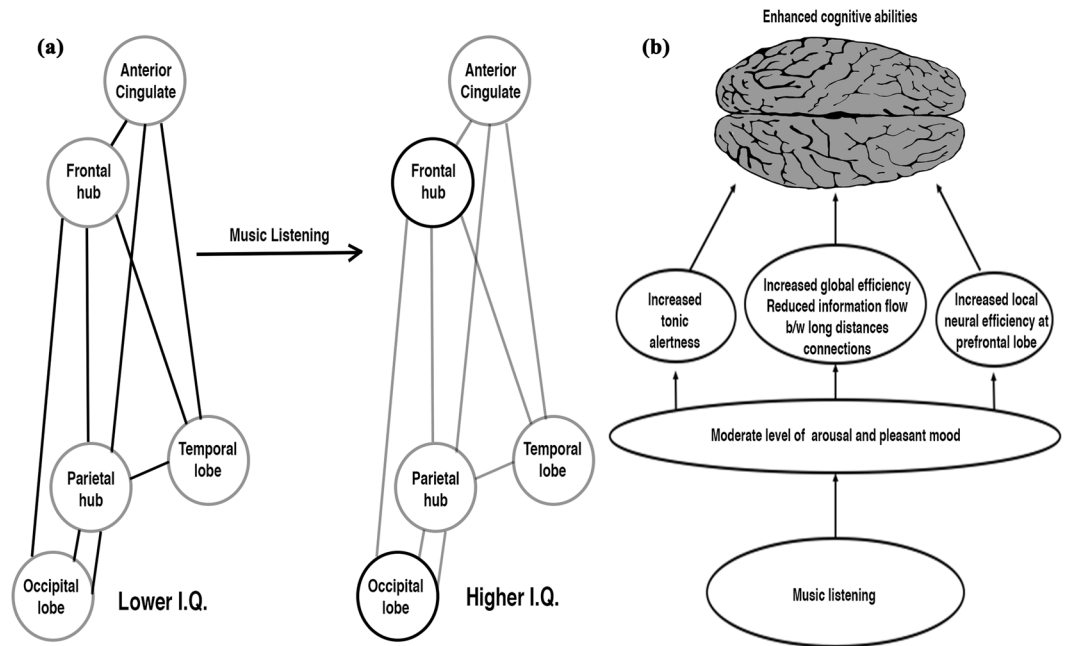 (a)
Anterior
Cingulate
Frontal
hub
Parietal
hub
Temporal
lobe
Occipital
lobe
Lower I.Q.
Music Listening
Anterior
Cingulate
Frontal
hub
Parietal
hub
Temporal
lobe
Occipital
lobe
Higher I.Q.
(b)
Enhanced cognitive abilities
Increased
tonic
alertness
Increased global efficiency
Reduced information flow
b/w long distances
connections
Increased local
neural efficiency at
prefrontal lobe
Moderate level of arousal and pleasant mood
Music listening